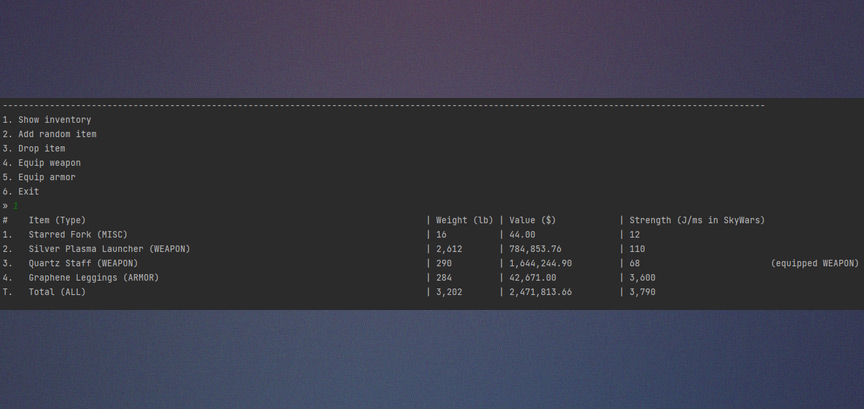 --------------------------------------------------------------------------------------------------------------------------------------------------
1. Show inventory
2. Add random item
3. Drop item
4. Equip weapon
5. Equip armor
6. Exit
» 1
#    Item (Type) | Weight (lb) | Value ($) | Strength (J/ms in SkyWars)
1.   Starred Fork (MISC) | 16 | 44.00 | 12
2.   Silver Plasma Launcher (WEAPON) | 2,612 | 784,853.76 | 110
3.   Quartz Staff (WEAPON) | 290 | 1,644,244.90 | 68 (equipped WEAPON)
4.   Graphene Leggings (ARMOR) | 284 | 42,671.00 | 3,600
T.   Total (ALL) | 3,202 | 2,471,813.66 | 3,790